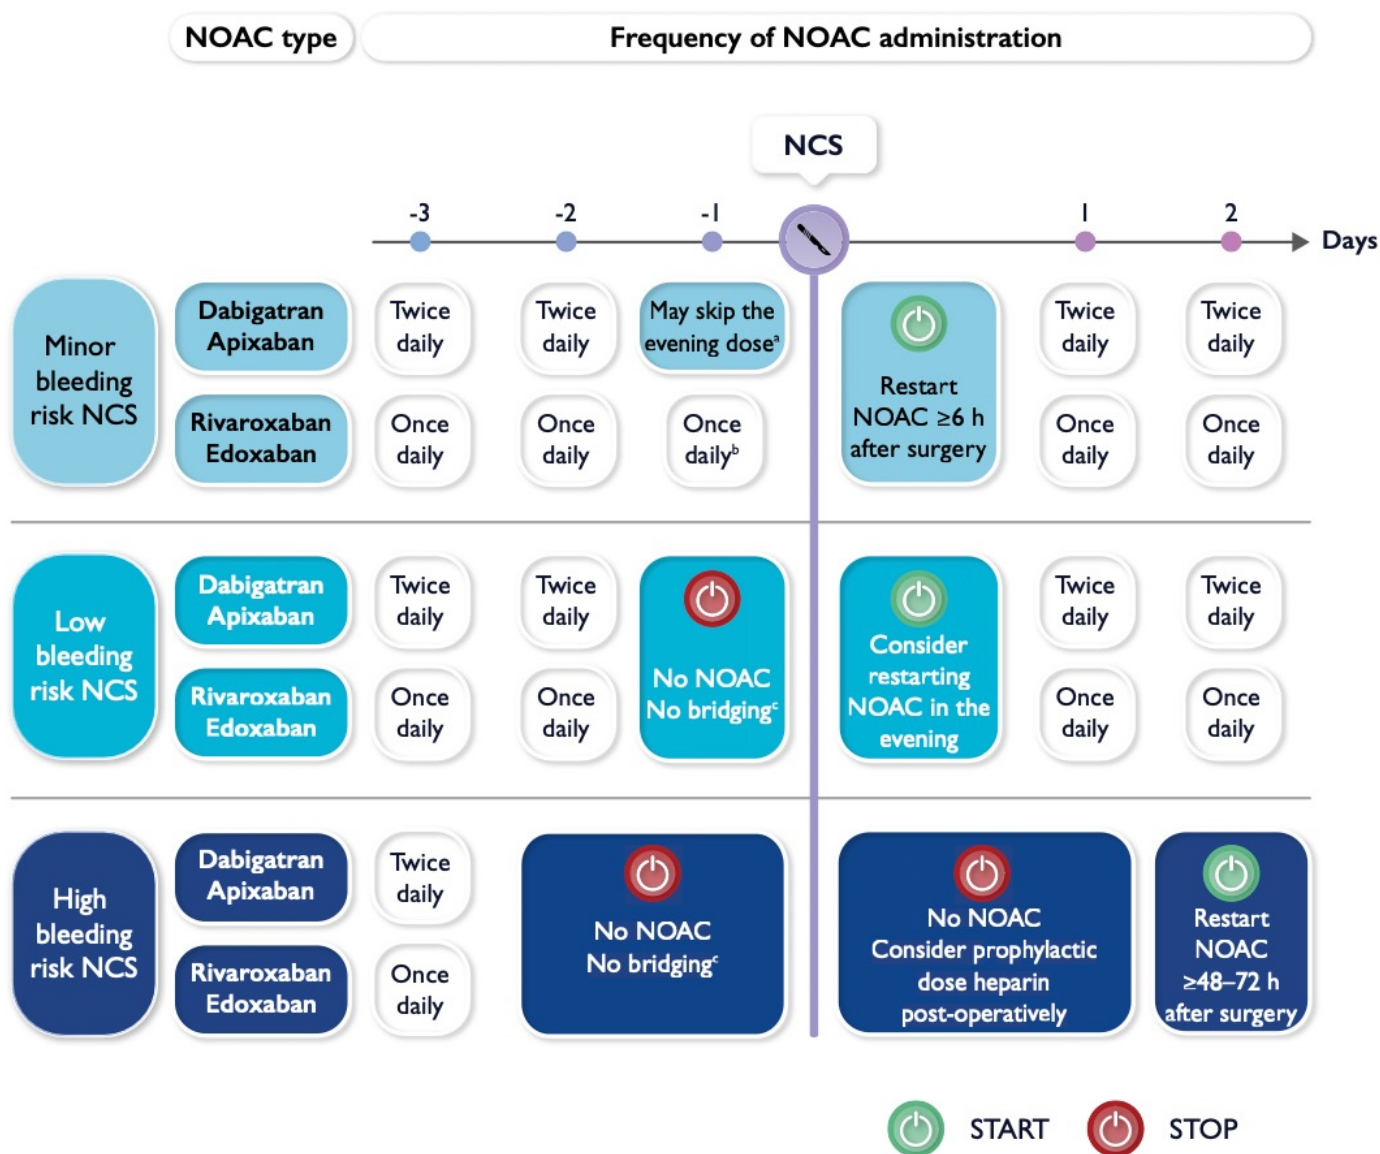 NOAC type
Frequency of NOAC administration
NCS
-3
-2
-1
1
2
Days
Minor
bleeding
risk NCS
Dabigatran
Apixaban
Twice
daily
Twice
daily
May skip the
evening doseᵃ
Rivaroxaban
Edoxaban
Once
daily
Once
daily
Once
dailyᵇ
Restart
NOAC ≥6 h
after surgery
Twice
daily
Twice
daily
Once
daily
Once
daily
Low
bleeding
risk NCS
Dabigatran
Apixaban
Twice
daily
Twice
daily
Rivaroxaban
Edoxaban
Once
daily
Once
daily
No NOAC
No bridgingᶜ
Consider
restarting
NOAC in the
evening
Twice
daily
Twice
daily
Once
daily
Once
daily
High
bleeding
risk NCS
Dabigatran
Apixaban
Twice
daily
Rivaroxaban
Edoxaban
Once
daily
No NOAC
No bridgingᶜ
No NOAC
Consider prophylactic
dose heparin
post-operatively
Restart
NOAC
≥48–72 h
after surgery
START
STOP